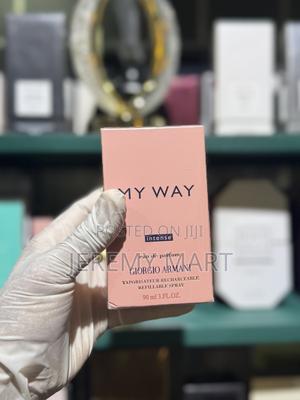 MY WAY
POSTED ON JIJI
intense
eau de parfum
JEREMY MART
GIORGIO ARMANI
VAPORISATEUR RECHARGEABLE
REFILLABLE SPRAY
90 ml 3 FL.OZ.